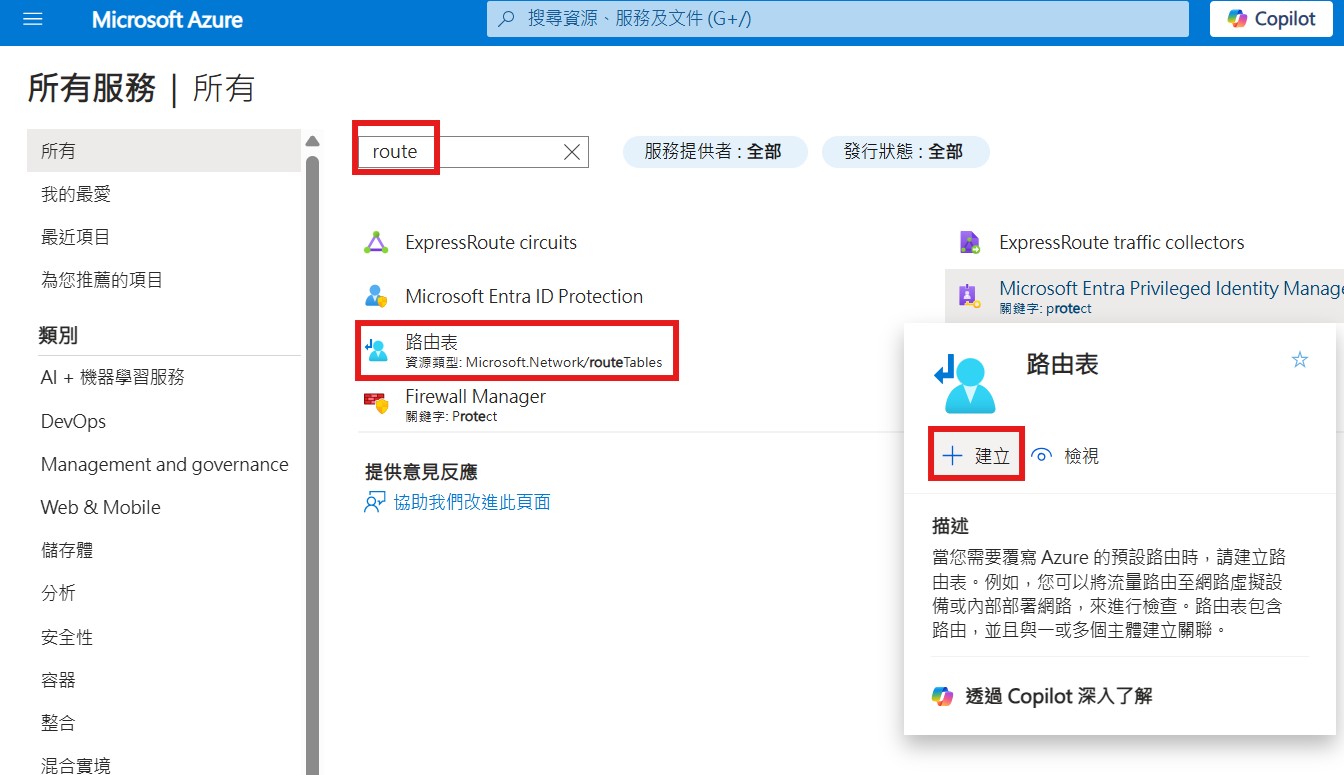 Microsoft Azure
搜尋資源、服務及文件 (G+/)
Copilot
所有服務 | 所有
所有
我的最愛
最近項目
為您推薦的項目
類別
AI + 機器學習服務
DevOps
Management and governance
Web & Mobile
儲存體
分析
安全性
容器
整合
混合實境
route
服務提供者 : 全部
發行狀態 : 全部
ExpressRoute circuits
ExpressRoute traffic collectors
Microsoft Entra ID Protection
Microsoft Entra Privileged Identity Manage
關鍵字: protect
路由表
資源類型: Microsoft.Network/routeTables
Firewall Manager
關鍵字: Protect
提供意見反應
協助我們改進此頁面
路由表
建立
檢視
描述
當您需要覆寫 Azure 的預設路由時，請建立路
由表。例如，您可以將流量路由至網路虛擬設
備或內部部署網路，來進行檢查。路由表包含
路由，並且與一或多個主體建立關聯。
透過 Copilot 深入了解